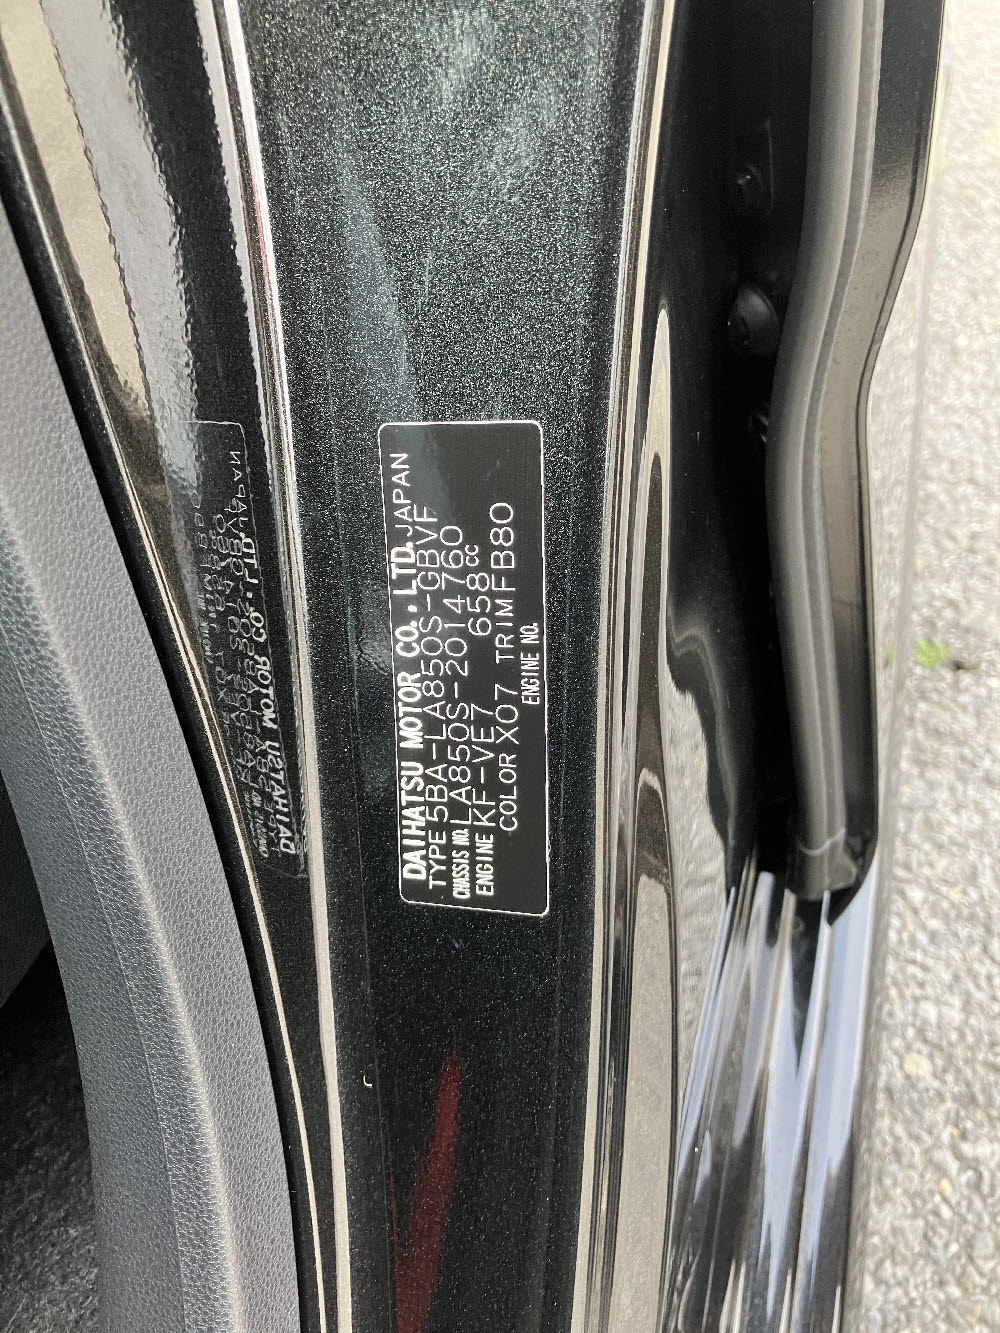 DAIHATSU MOTOR CO.,LTD.JAPAN
TYPE 5BA-LA850S-GBVF
CHASSIS NO. LA850S-2014760
ENGINE KF-VE7 658CC
COLOR X07 TRIM FB80
ENGINE NO.